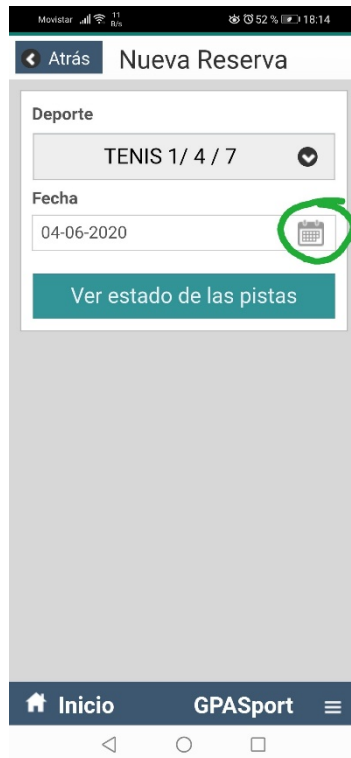 Movistar 11 B/s 52 % 18:14
Atrás Nueva Reserva
Deporte
TENIS 1/ 4 / 7
Fecha
04-06-2020
Ver estado de las pistas
Inicio GPASport